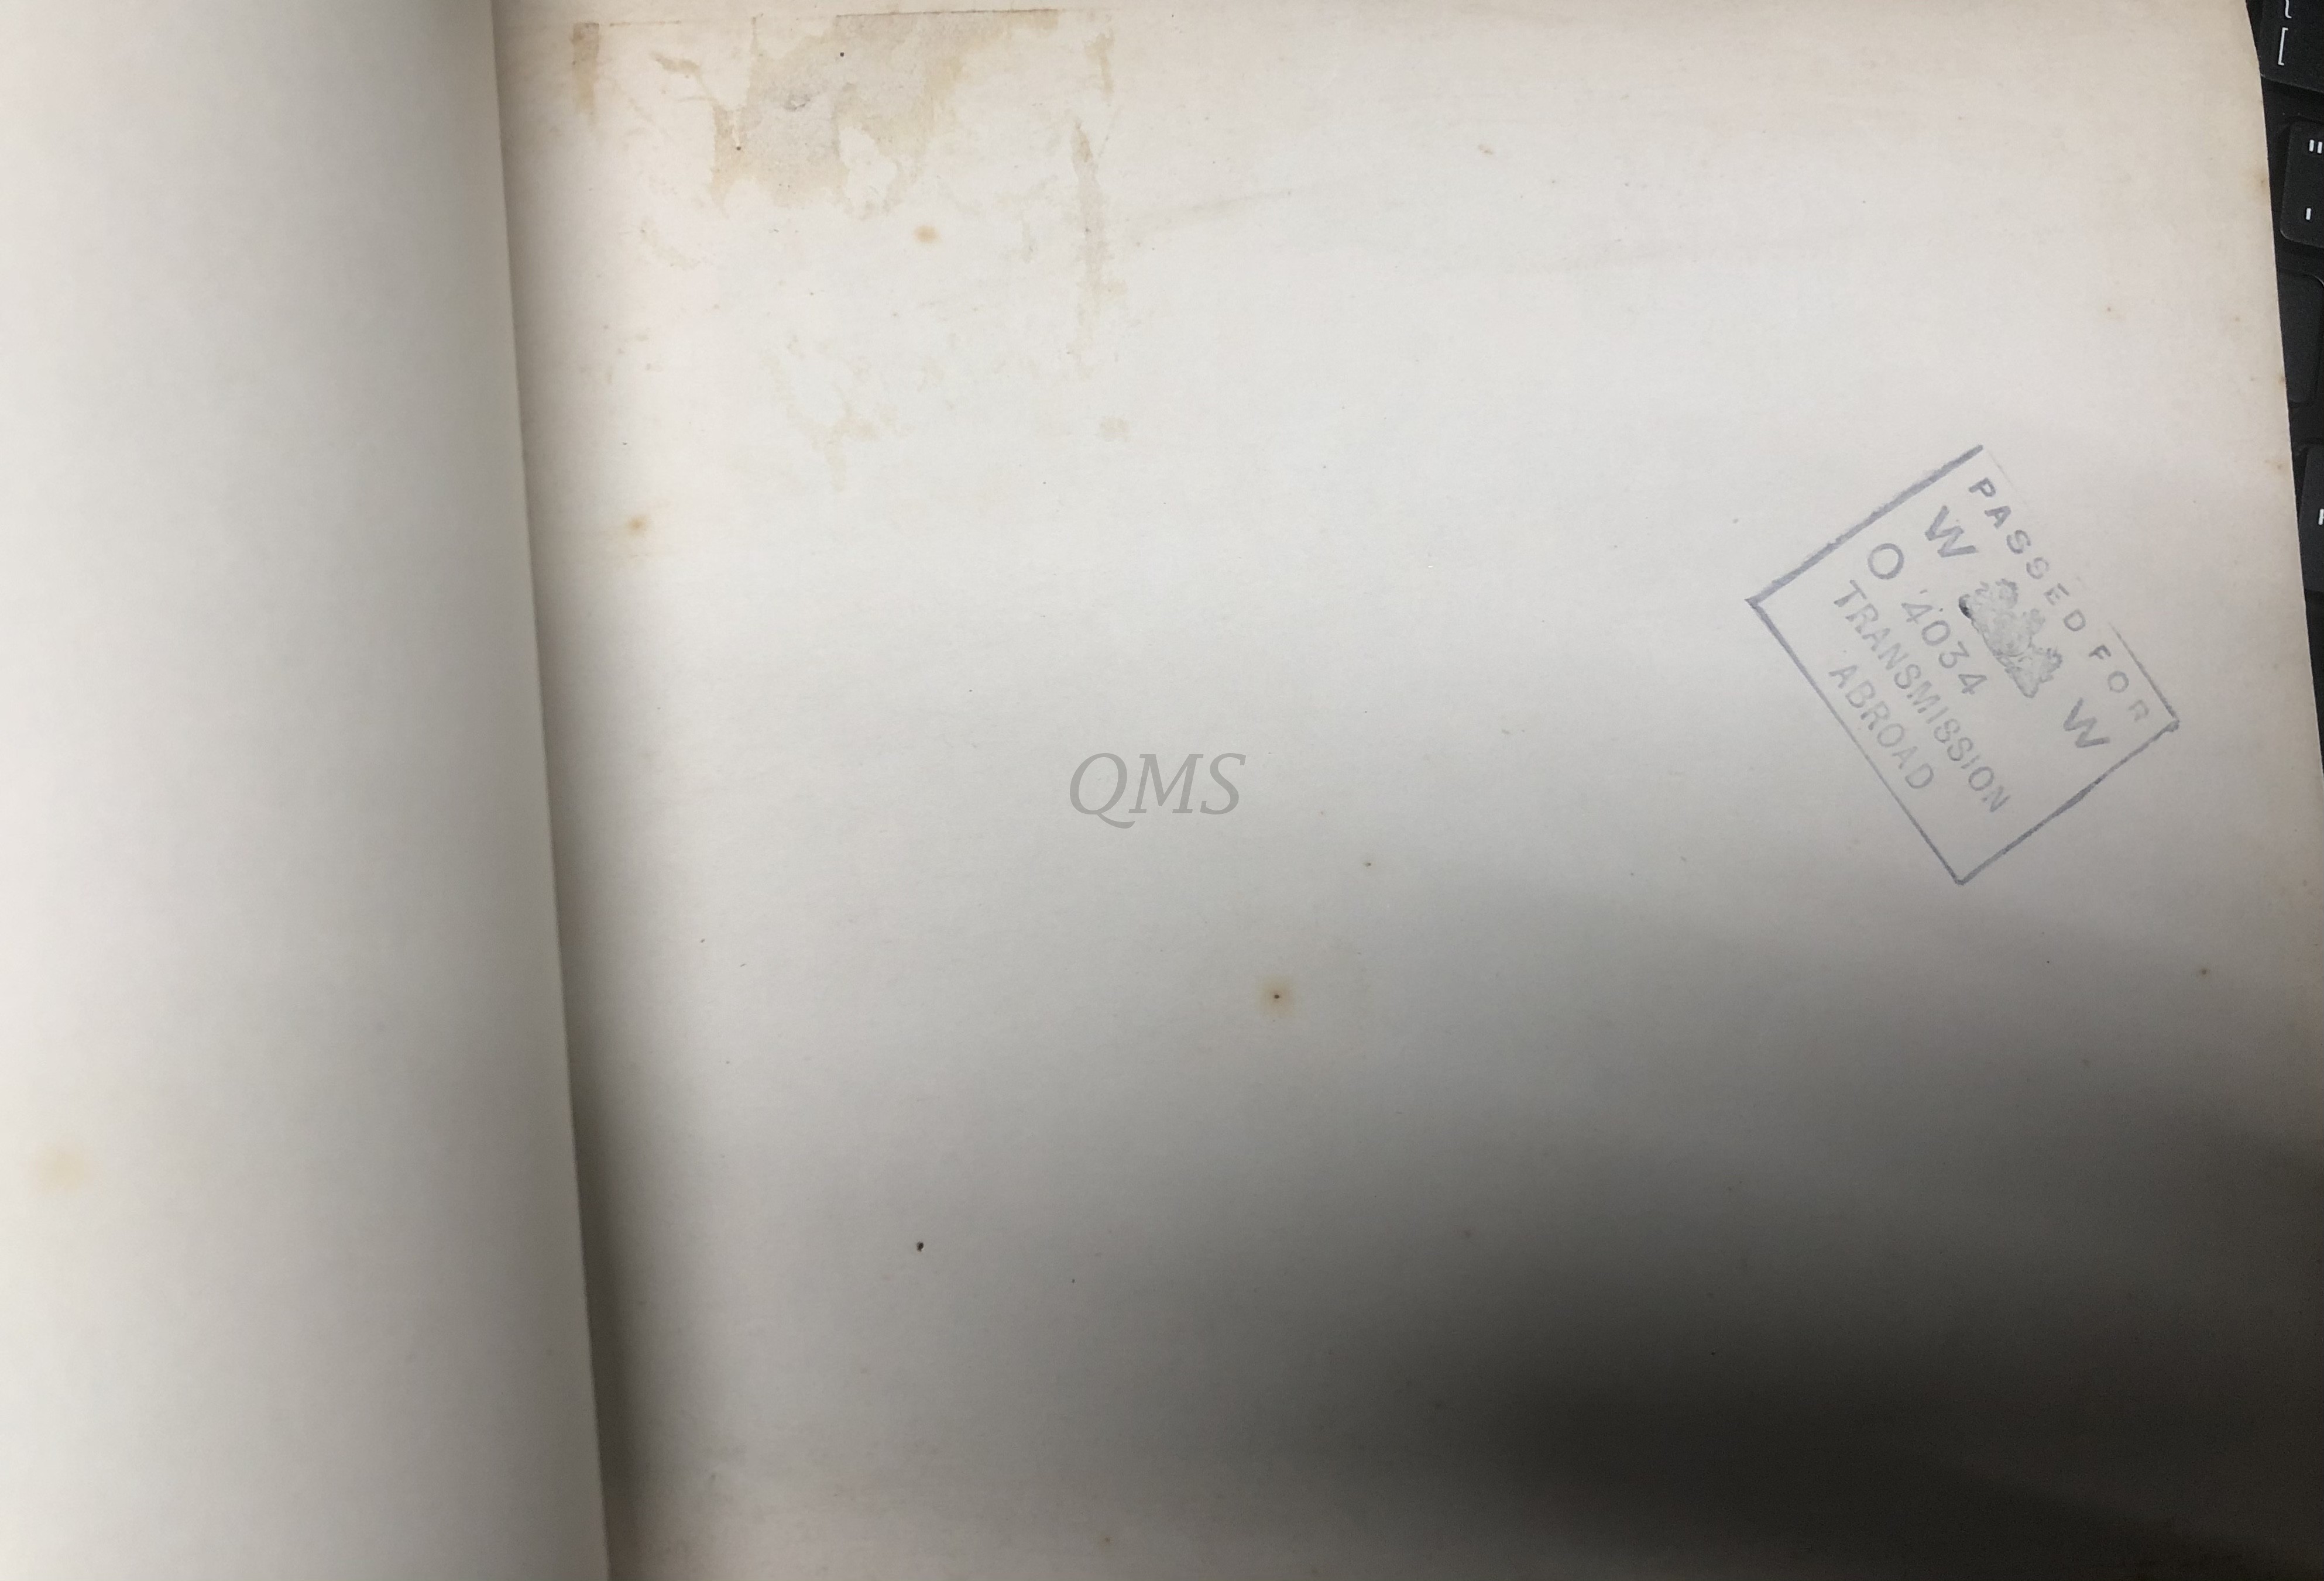 PASSED FOR
W W
O 4034
TRANSMISSION
ABROAD
QMS